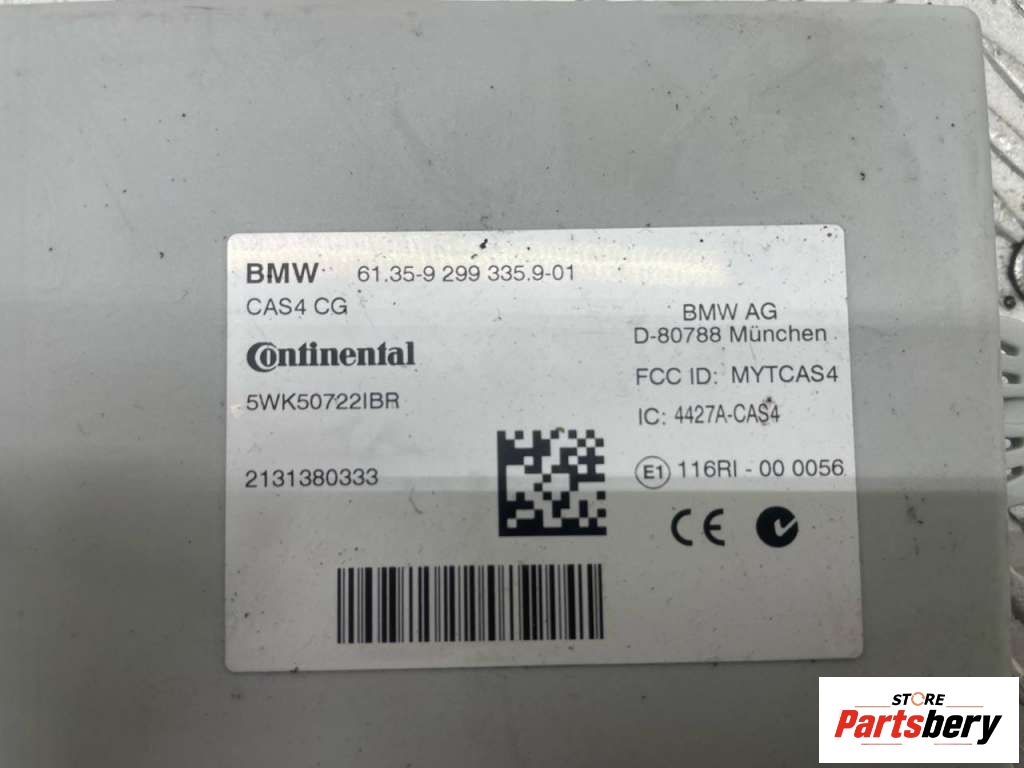 BMW 61.35-9 299 335.9-01
CAS4 CG
Continental
5WK50722IBR
2131380333
BMW AG
D-80788 München
FCC ID: MYTCAS4
IC: 4427A-CAS4
E1 116RI - 00 0056
CE
STORE
Partsbery